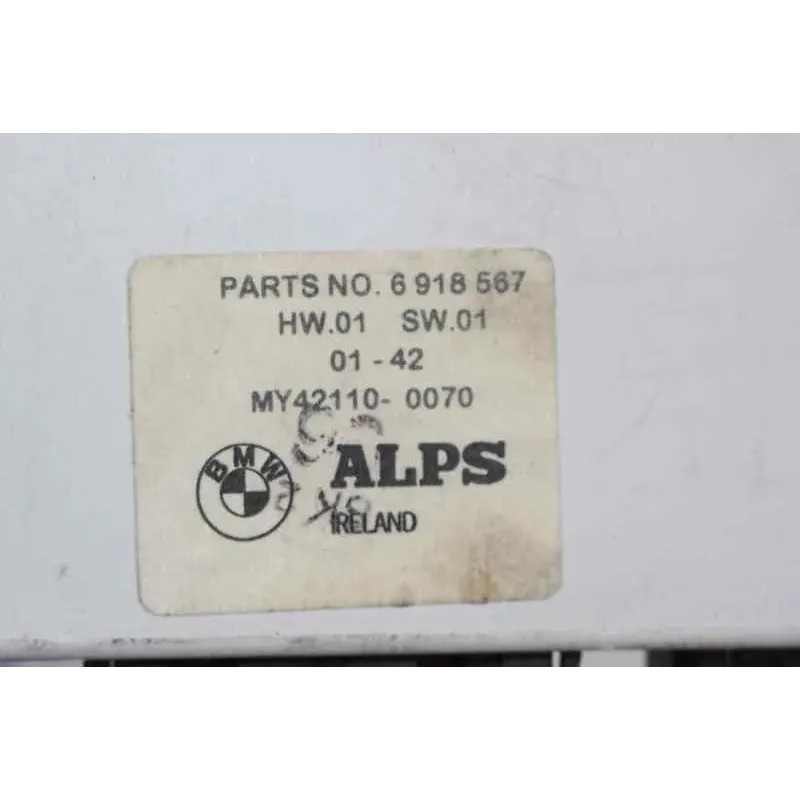 PARTS NO. 6 918 567
HW.01 SW.01
01 - 42
MY42110- 0070
BMW
ALPS
IRELAND